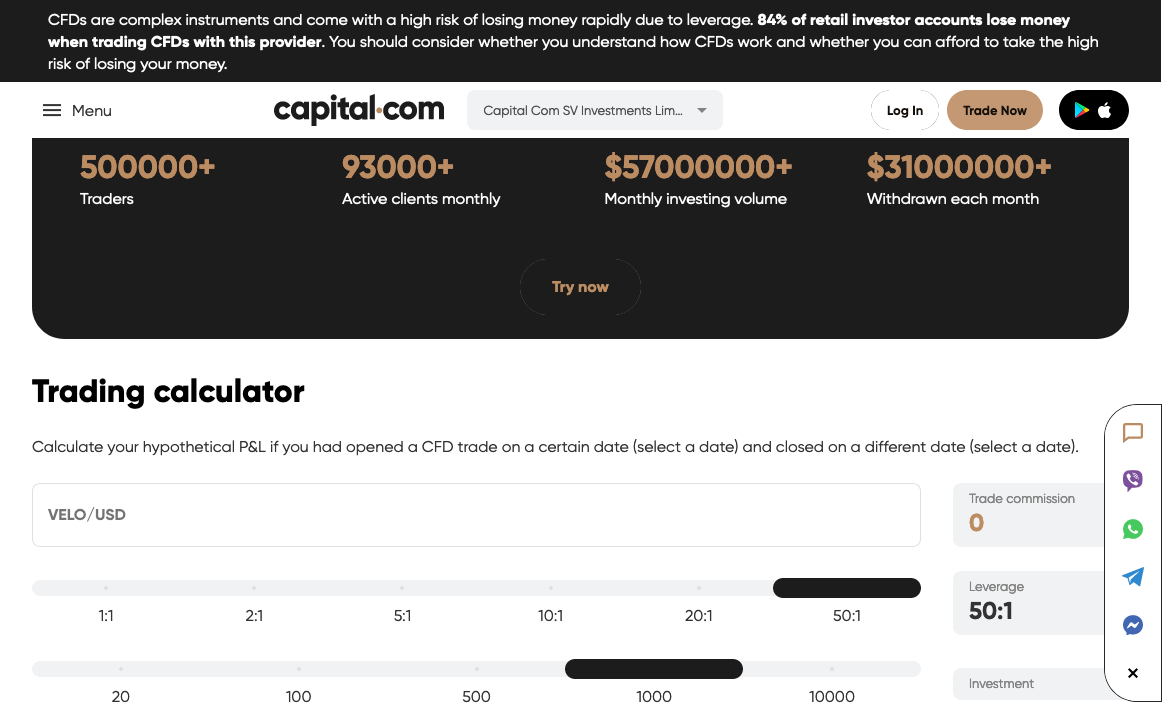 CFDs are complex instruments and come with a high risk of losing money rapidly due to leverage. 84% of retail investor accounts lose money
when trading CFDs with this provider. You should consider whether you understand how CFDs work and whether you can afford to take the high
risk of losing your money.
Menu
capital.com
Capital Com SV Investments Lim...
Log In
Trade Now
500000+
93000+
$57000000+
$31000000+
Traders
Active clients monthly
Monthly investing volume
Withdrawn each month
Try now
Trading calculator
Calculate your hypothetical P&L if you had opened a CFD trade on a certain date (select a date) and closed on a different date (select a date).
VELO/USD
Trade commission
0
1:1
2:1
5:1
10:1
20:1
50:1
Leverage
50:1
20
100
500
1000
10000
Investment